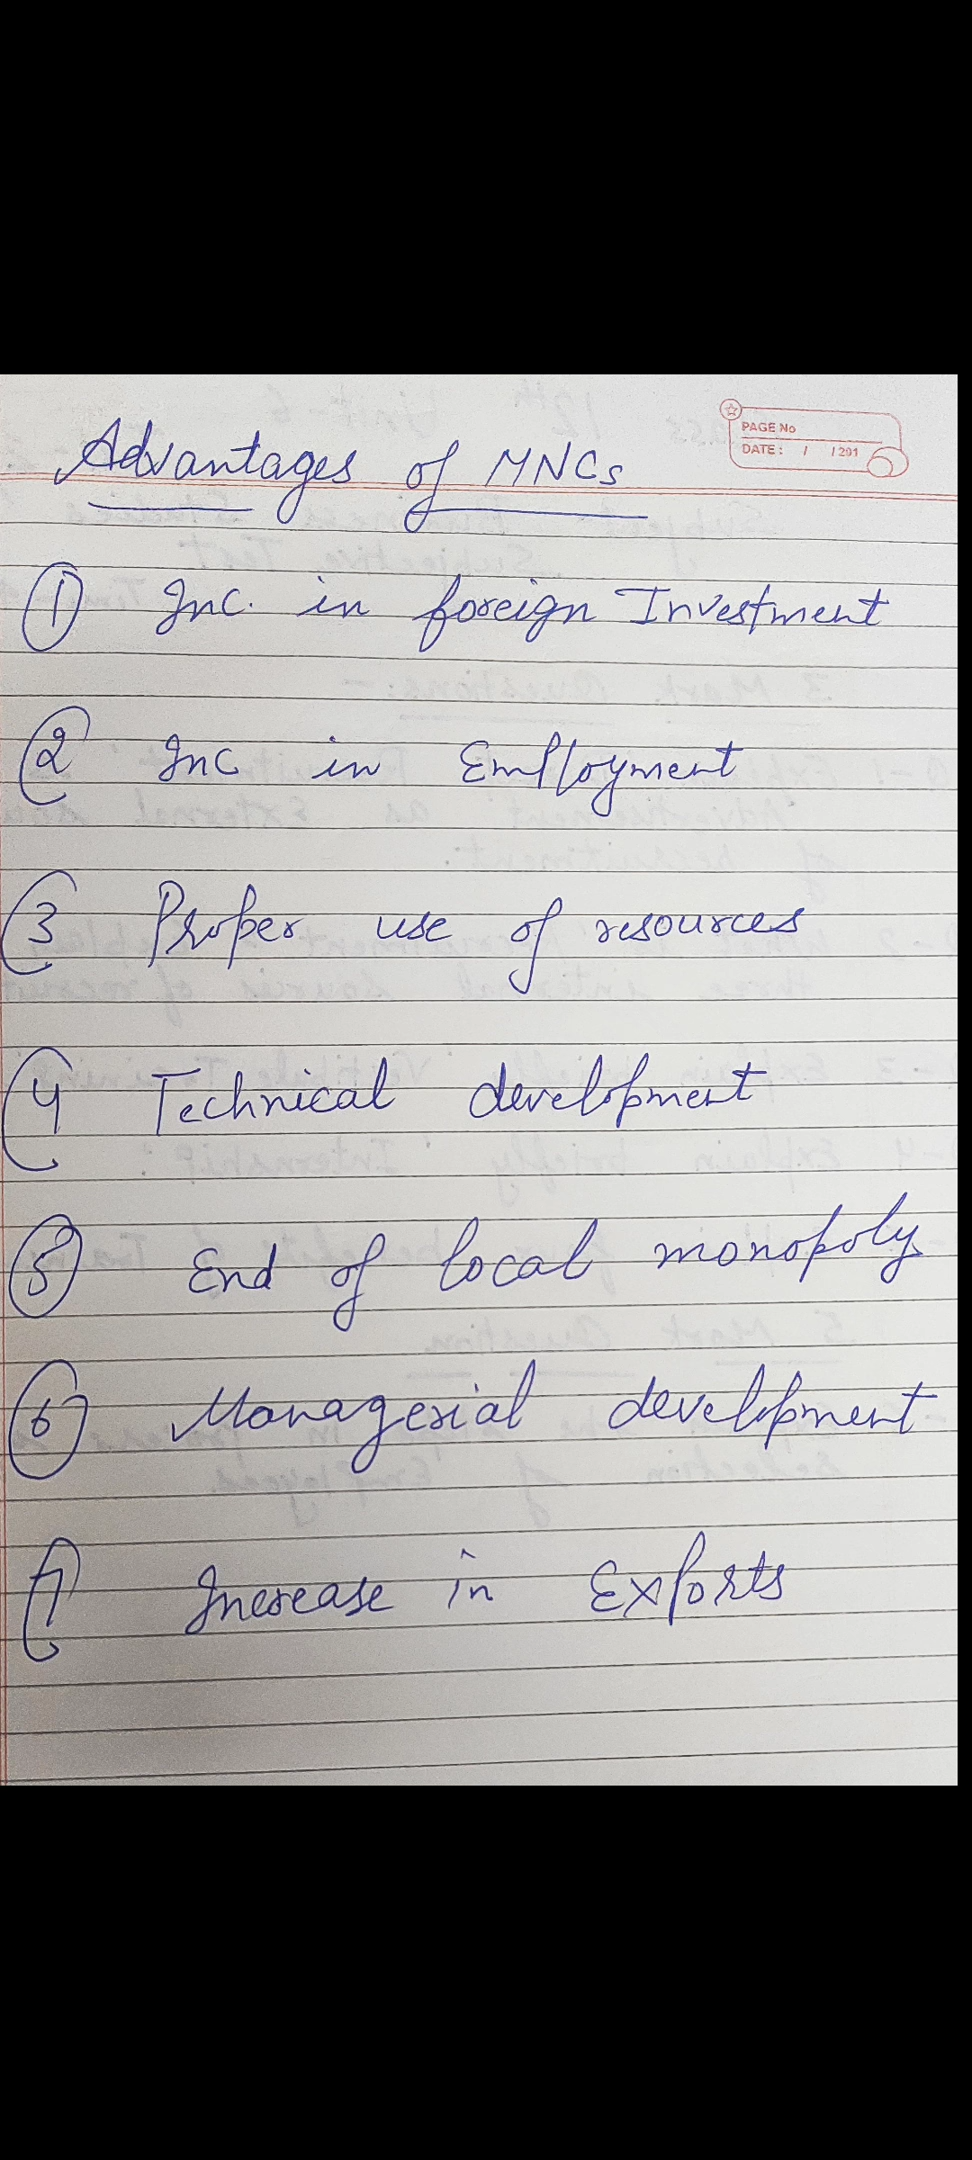 Advantages of MNCs
PAGE No
DATE: / /201
1 Inc. in foreign Investment
2 Inc in Employment
3 Proper use of resources
4 Technical development
5 End of local monopoly
6 Managerial development
7 Increase in Exports